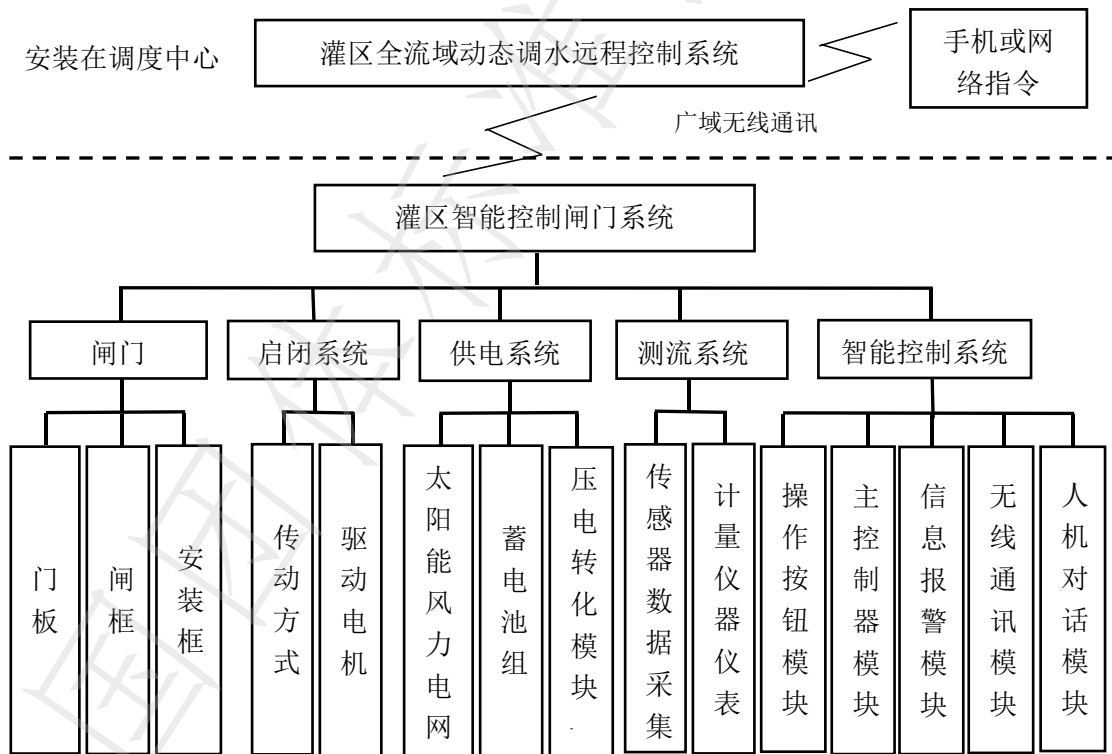 安装在调度中心
灌区全流域动态调水远程控制系统
手机或网
络指令
广域无线通讯
灌区智能控制闸门系统
闸门
启闭系统
供电系统
测流系统
智能控制系统
门板
闸框
安装框
传动方式
驱动电机
太阳能风力电网
蓄电池组
压电转化模块
传感器数据采集
计量仪器仪表
操作按钮模块
主控制器模块
信息报警模块
无线通讯模块
人机对话模块
国团体标准